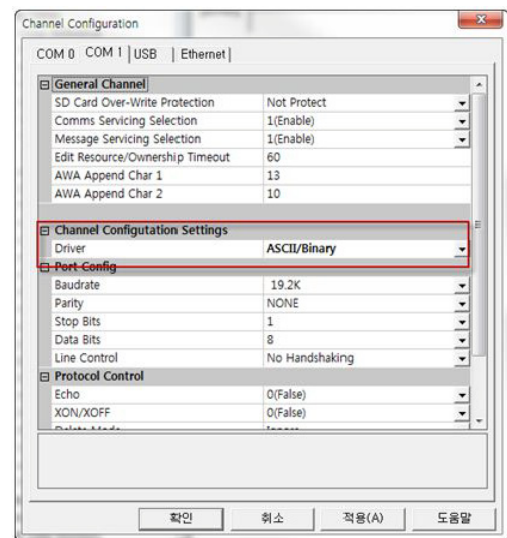 Channel Configuration
COM 0 COM 1 USB Ethernet
General Channel
SD Card Over-Write Protection Not Protect
Comms Servicing Selection 1(Enable)
Message Servicing Selection 1(Enable)
Edit Resource/Ownership Timeout 60
AWA Append Char 1 13
AWA Append Char 2 10
Channel Configutation Settings
Driver ASCII/Binary
Port Config
Baudrate 19.2K
Parity NONE
Stop Bits 1
Data Bits 8
Line Control No Handshaking
Protocol Control
Echo 0(False)
XON/XOFF 0(False)
확인 취소 적용(A) 도움말